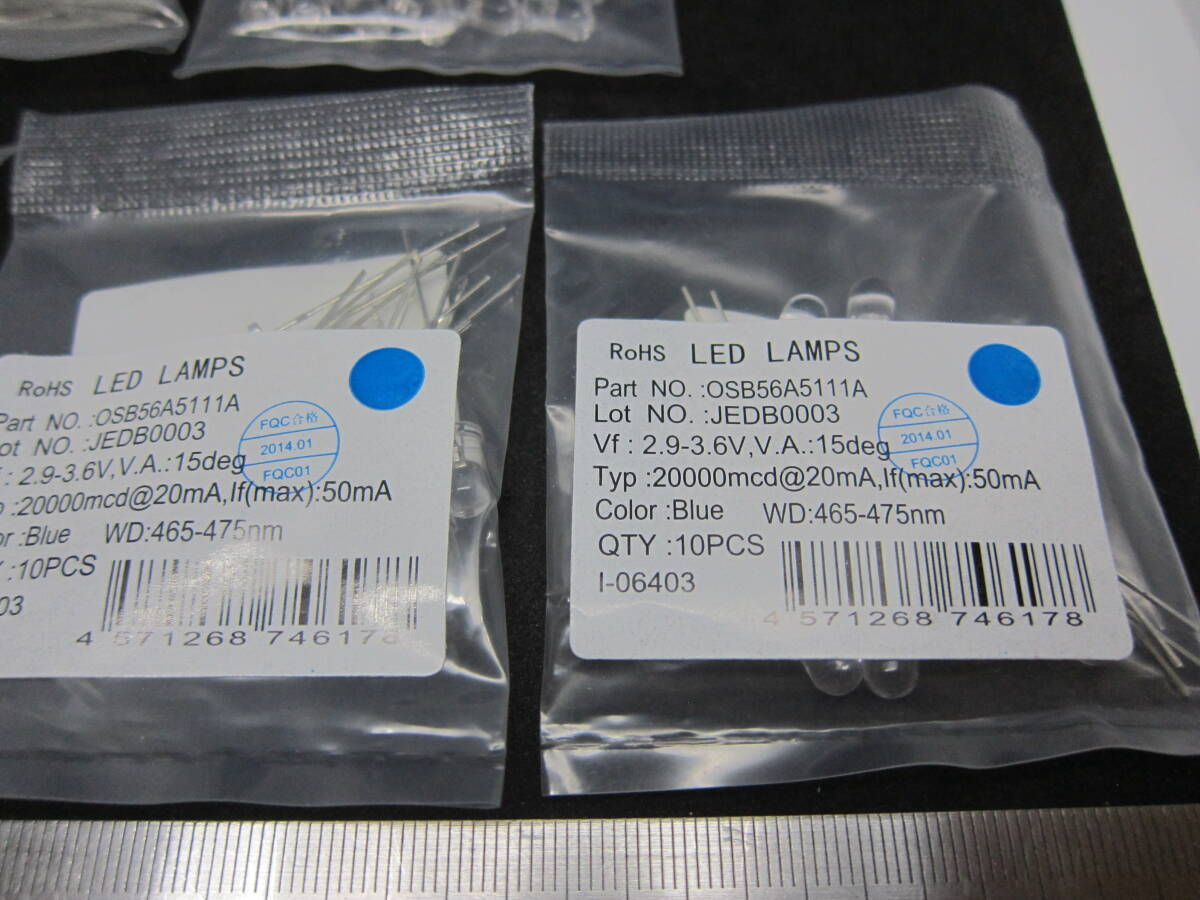 RoHS LED LAMPS
Part NO. :OSB56A5111A
Lot NO. :JEDB0003
Vf : 2.9-3.6V,V.A.:15deg
:20000mcd@20mA,If(max):50mA
:Blue WD:465-475nm
:10PCS
03
4 571268 746178
FQC合格
2014.01
FQC01
RoHS LED LAMPS
Part NO. :OSB56A5111A
Lot NO. :JEDB0003
Vf : 2.9-3.6V,V.A.:15deg
Typ :20000mcd@20mA,If(max):50mA
Color :Blue WD:465-475nm
QTY :10PCS
I-06403
4 571268 746178
FQC合格
2014.01
FQC01